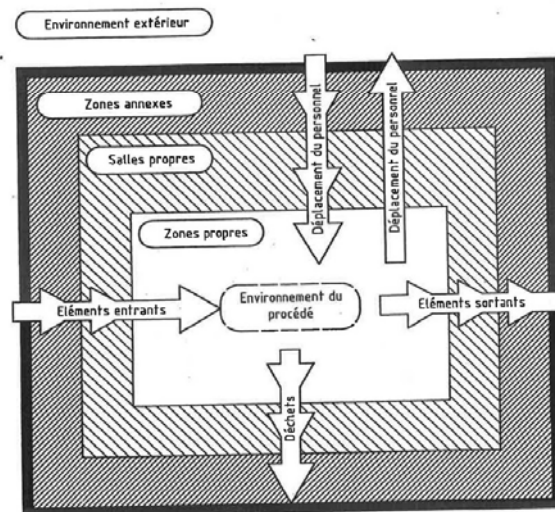 Environnement extérieur
Zones annexes
Salles propres
Zones propres
Déplacement du personnel
Déplacement du personnel
Eléments entrants
Environnement du
procédé
Eléments sortants
Déchets